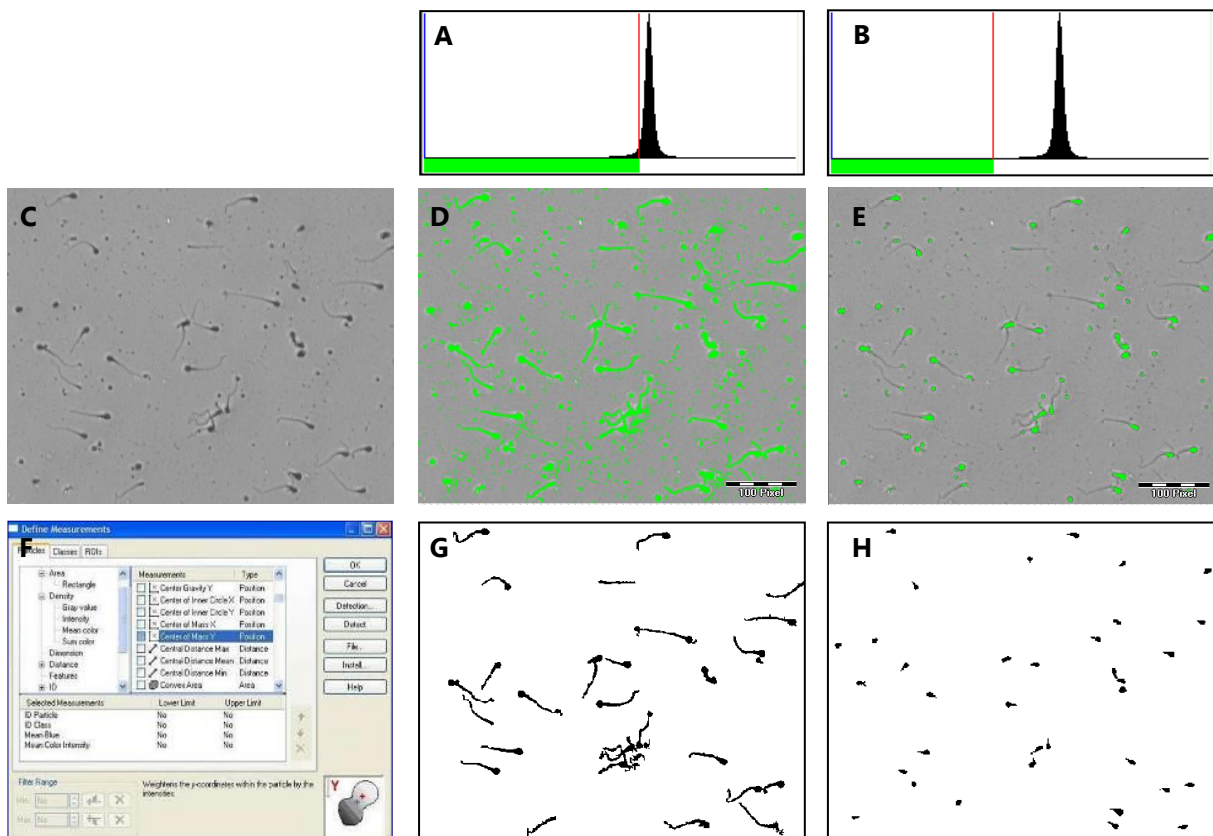 A
B
C
D
E
100 Pixel
100 Pixel
Define Measurements
F
Classes
ROIs
Area
Rectangle
Density
Gray value
Intensity
Mean color
Sum color
Dimension
Distance
Features
ID
Measurements Type
Center Gravity Y Position
Center of Inner Circle X Position
Center of Inner Circle Y Position
Center of Mass X Position
Center of Mass Y Position
Central Distance Max Distance
Central Distance Mean Distance
Central Distance Min Distance
Convex Area Area
OK
Cancel
Detection...
Detect
File...
Install...
Help
Selected Measurements Lower Limit Upper Limit
ID Particle No No
ID Class No No
Mean Blue No No
Mean Color Intensity No No
Filter Range
Min: No
Max: No
Weightens the y-coordinates within the particle by the
intensities.
Y
G
H